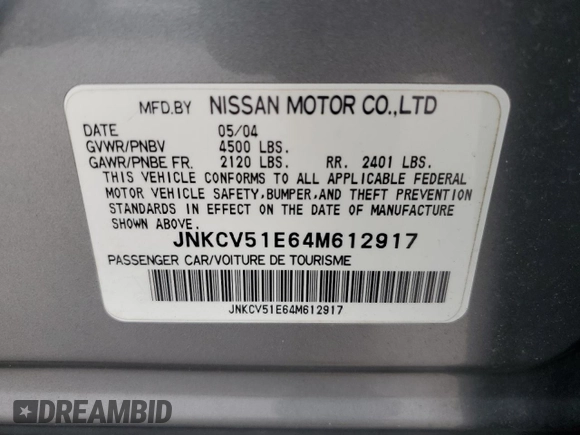 MFD.BY NISSAN MOTOR CO.,LTD
DATE 05/04
GVWR/PNBV 4500 LBS.
GAWR/PNBE FR. 2120 LBS. RR. 2401 LBS.
THIS VEHICLE CONFORMS TO ALL APPLICABLE FEDERAL
MOTOR VEHICLE SAFETY,BUMPER,AND THEFT PREVENTION
STANDARDS IN EFFECT ON THE DATE OF MANUFACTURE
SHOWN ABOVE.
JNKCV51E64M612917
PASSENGER CAR/VOITURE DE TOURISME
JNKCV51E64M612917
DREAMBID